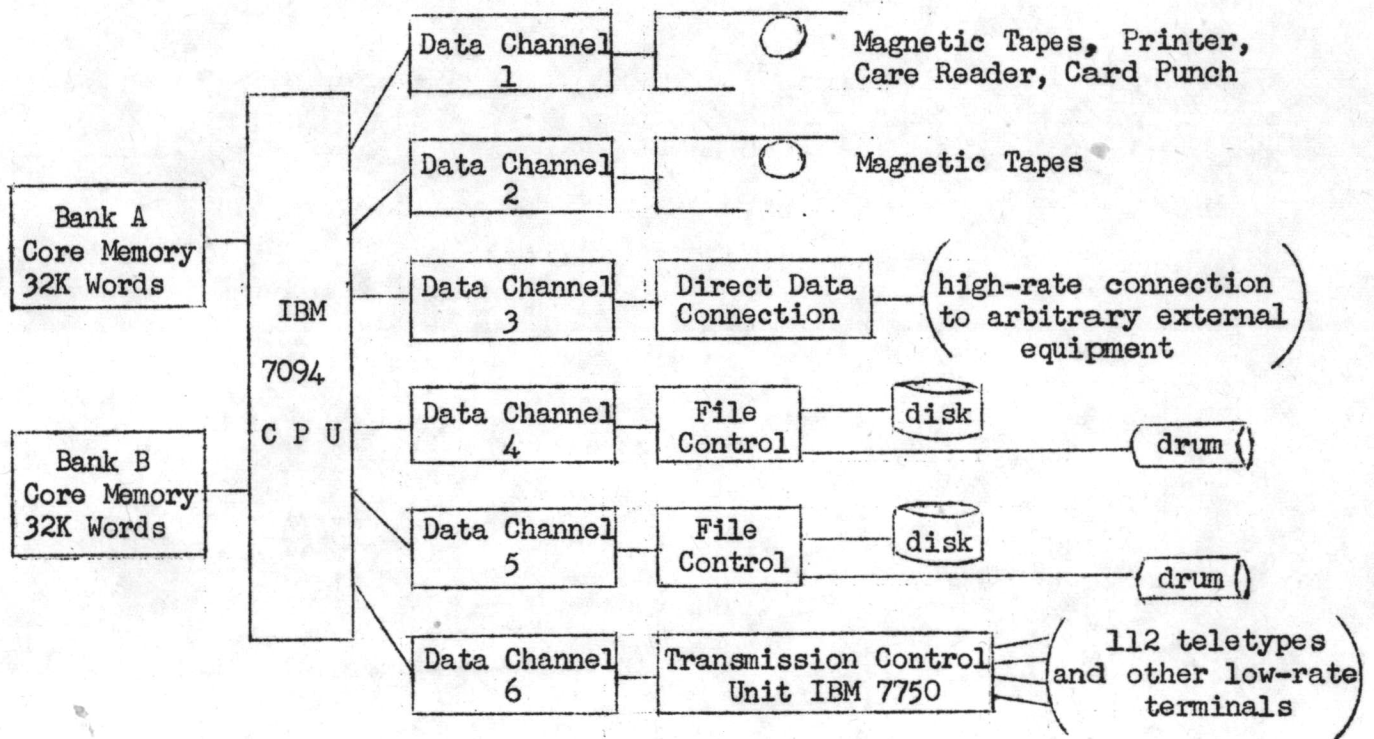 Data Channel
1
Magnetic Tapes, Printer,
Care Reader, Card Punch
Data Channel
2
Magnetic Tapes
Bank A
Core Memory
32K Words
IBM
7094
C P U
Data Channel
3
Direct Data
Connection
high-rate connection
to arbitrary external
equipment
Data Channel
4
File
Control
disk
drum
Bank B
Core Memory
32K Words
Data Channel
5
File
Control
disk
drum
Data Channel
6
Transmission Control
Unit IBM 7750
112 teletypes
and other low-rate
terminals